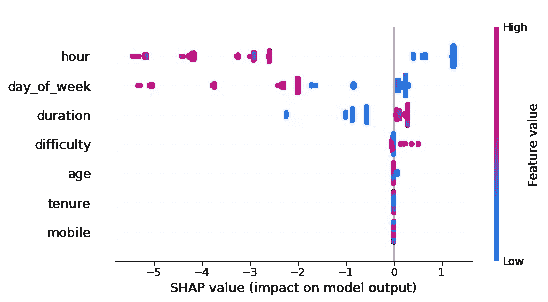 High
hour
day_of_week
duration
difficulty
age
tenure
mobile
Feature value
Low
−5 −4 −3 −2 −1 0 1
SHAP value (impact on model output)